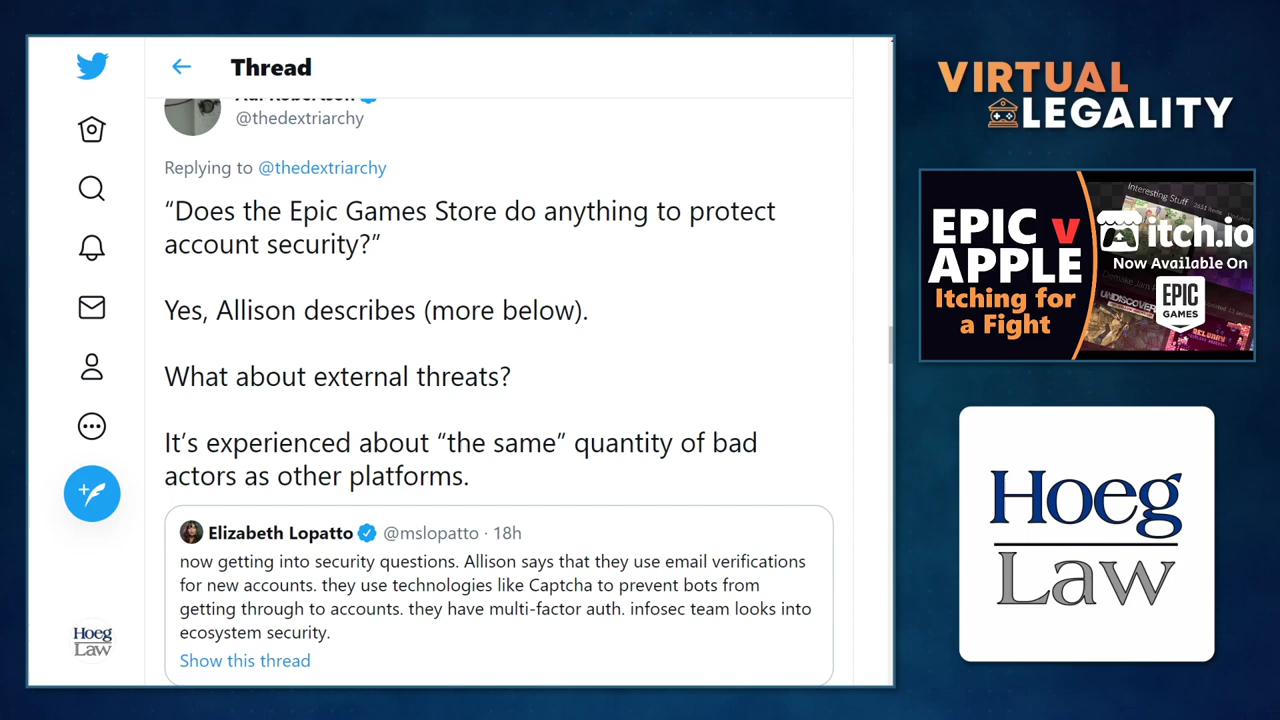 Thread
@thedextriarchy
Replying to @thedextriarchy
“Does the Epic Games Store do anything to protect
account security?”
Yes, Allison describes (more below).
What about external threats?
It’s experienced about “the same” quantity of bad
actors as other platforms.
Elizabeth Lopatto @mslopatto · 18h
now getting into security questions. Allison says that they use email verifications
for new accounts. they use technologies like Captcha to prevent bots from
getting through to accounts. they have multi-factor auth. infosec team looks into
ecosystem security.
Show this thread
Hoeg
Law
VIRTUAL
LEGALITY
EPIC v
APPLE
Itching for
a Fight
Interesting Stuff
itch.io
Now Available On
EPIC
GAMES
Hoeg
Law